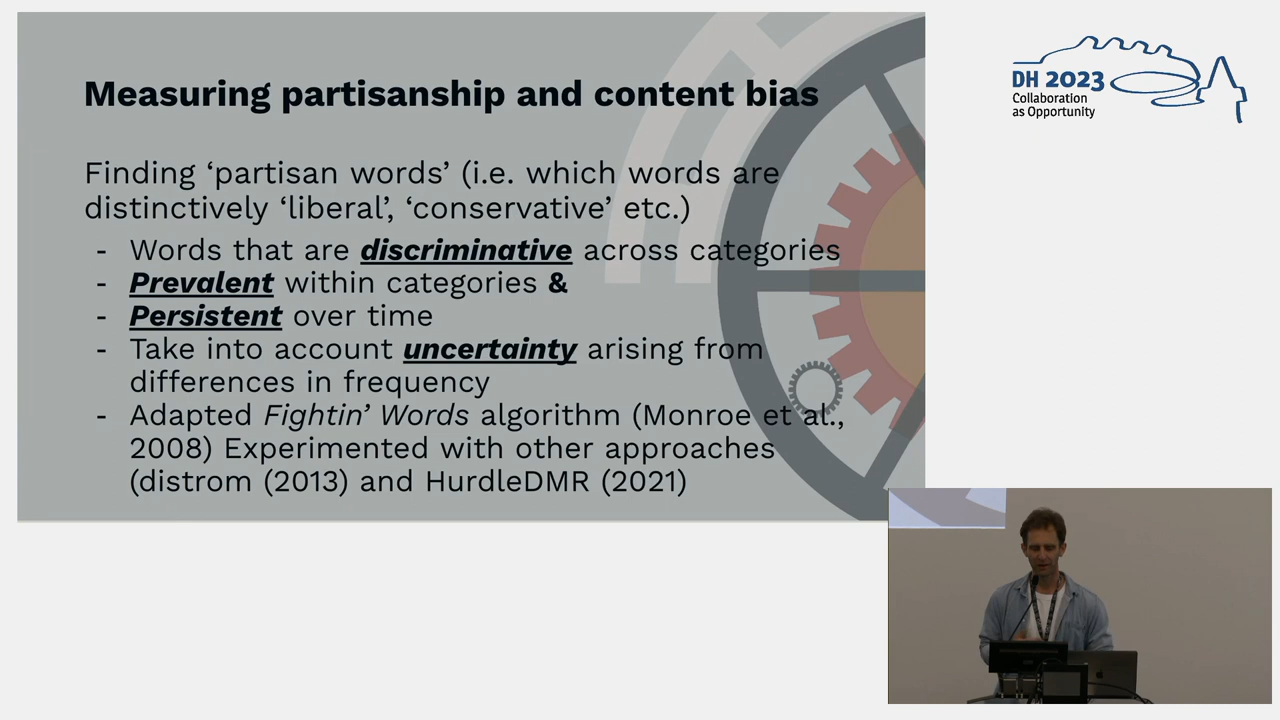 Measuring partisanship and content bias
Finding ‘partisan words’ (i.e. which words are
distinctively ‘liberal’, ‘conservative’ etc.)
- Words that are discriminative across categories
- Prevalent within categories &
- Persistent over time
- Take into account uncertainty arising from
differences in frequency
- Adapted Fightin’ Words algorithm (Monroe et al.,
2008) Experimented with other approaches
(distrom (2013) and HurdleDMR (2021)
DH 2023
Collaboration
as Opportunity